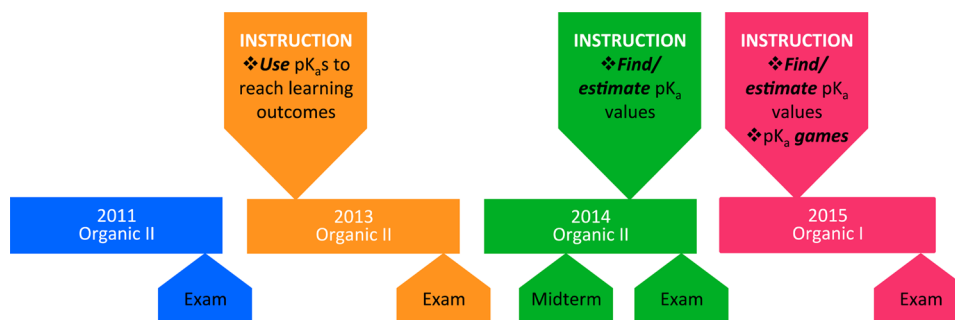 INSTRUCTION
❖Use pKas to
reach learning
outcomes
INSTRUCTION
❖Find/
estimate pKa
values
INSTRUCTION
❖Find/
estimate pKa
values
❖pKa games
2011
Organic II
2013
Organic II
2014
Organic II
2015
Organic I
Exam
Exam
Midterm
Exam
Exam